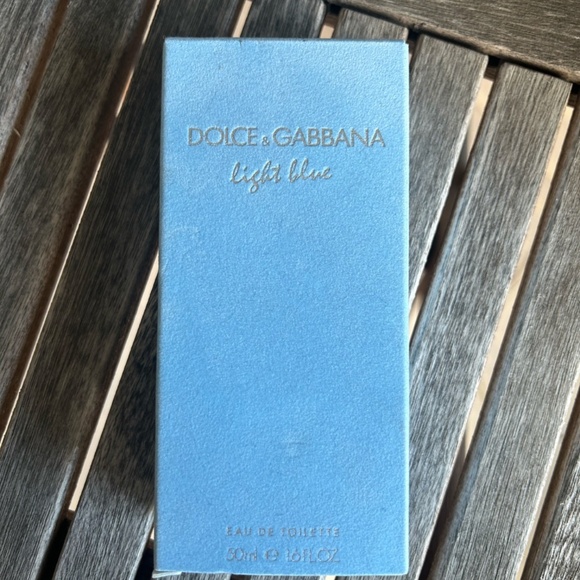 DOLCE & GABBANA
light blue
EAU DE TOILETTE
50ml ℮ 1.6 FL.OZ.